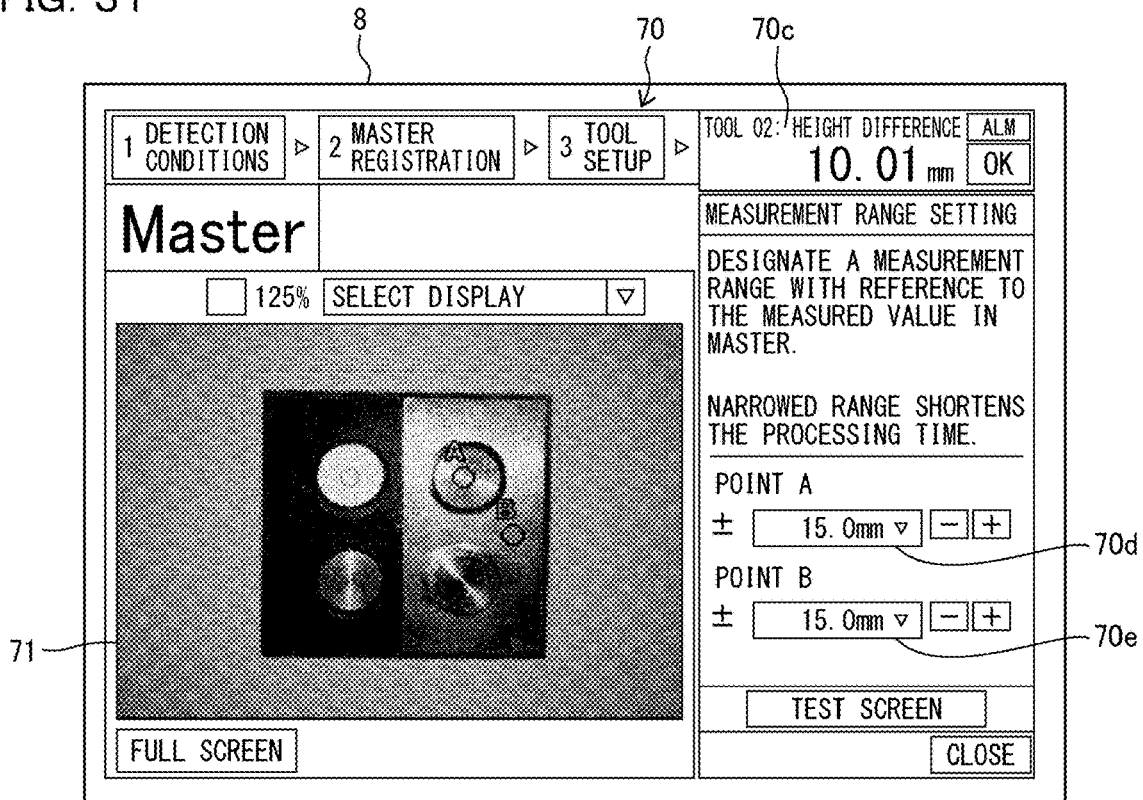 FIG. 31
8
70
70c
1 DETECTION CONDITIONS ▷ 2 MASTER REGISTRATION ▷ 3 TOOL SETUP ▷
TOOL 02: HEIGHT DIFFERENCE
ALM
10.01 mm
OK
Master
MEASUREMENT RANGE SETTING
125%
SELECT DISPLAY
DESIGNATE A MEASUREMENT
RANGE WITH REFERENCE TO
THE MEASURED VALUE IN
MASTER.
NARROWED RANGE SHORTENS
THE PROCESSING TIME.
A
B
POINT A
± 15.0mm ▽ − +
70d
POINT B
± 15.0mm ▽ − +
70e
71
TEST SCREEN
FULL SCREEN
CLOSE